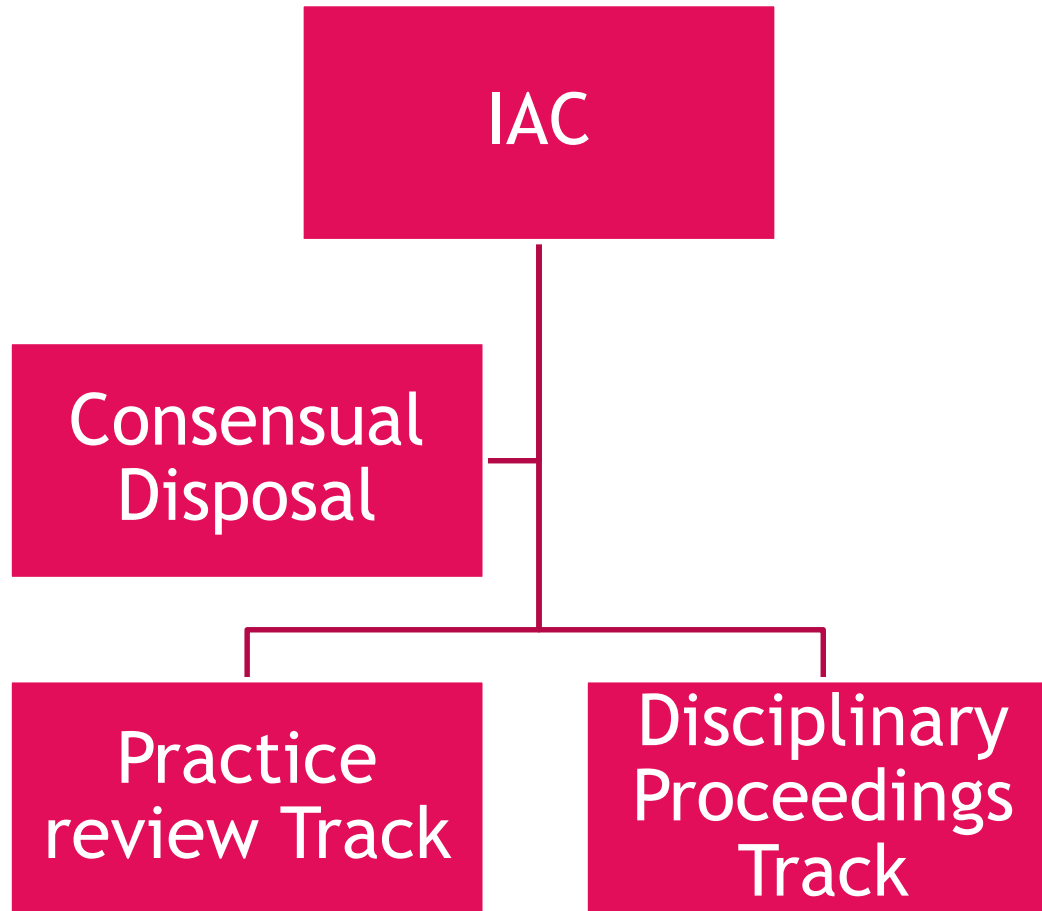 IAC
Consensual
Disposal
Practice
review Track
Disciplinary
Proceedings
Track